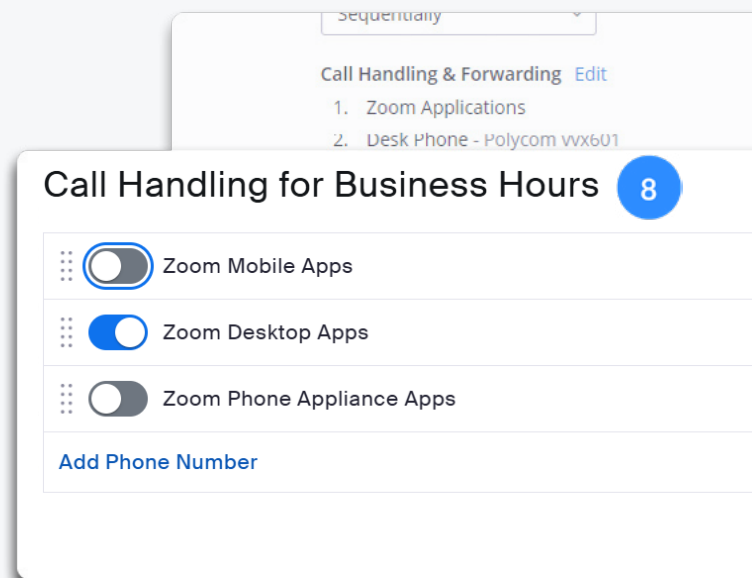 Sequentially
Call Handling & Forwarding Edit
1. Zoom Applications
2. Desk Phone - Polycom vvx601
Call Handling for Business Hours 8
Zoom Mobile Apps
Zoom Desktop Apps
Zoom Phone Appliance Apps
Add Phone Number